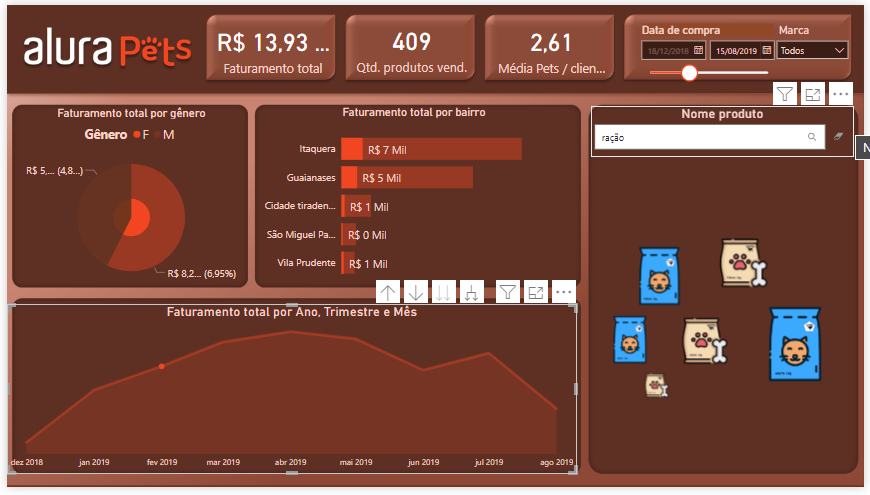 alura Pets
R$ 13,93 ...
Faturamento total
409
Qtd. produtos vend.
2,61
Média Pets / clien...
Data de compra
18/12/2018
15/08/2019
Marca
Todos
Faturamento total por gênero
Gênero F M
R$ 5,... (4,8...)
R$ 8,2... (6,95%)
Faturamento total por bairro
Itaquera R$ 7 Mil
Guaianases R$ 5 Mil
Cidade tiraden... R$ 1 Mil
São Miguel Pa... R$ 0 Mil
Vila Prudente R$ 1 Mil
Nome produto
ração
N
Faturamento total por Ano, Trimestre e Mês
dez 2018 jan 2019 fev 2019 mar 2019 abr 2019 mai 2019 jun 2019 jul 2019 ago 2019